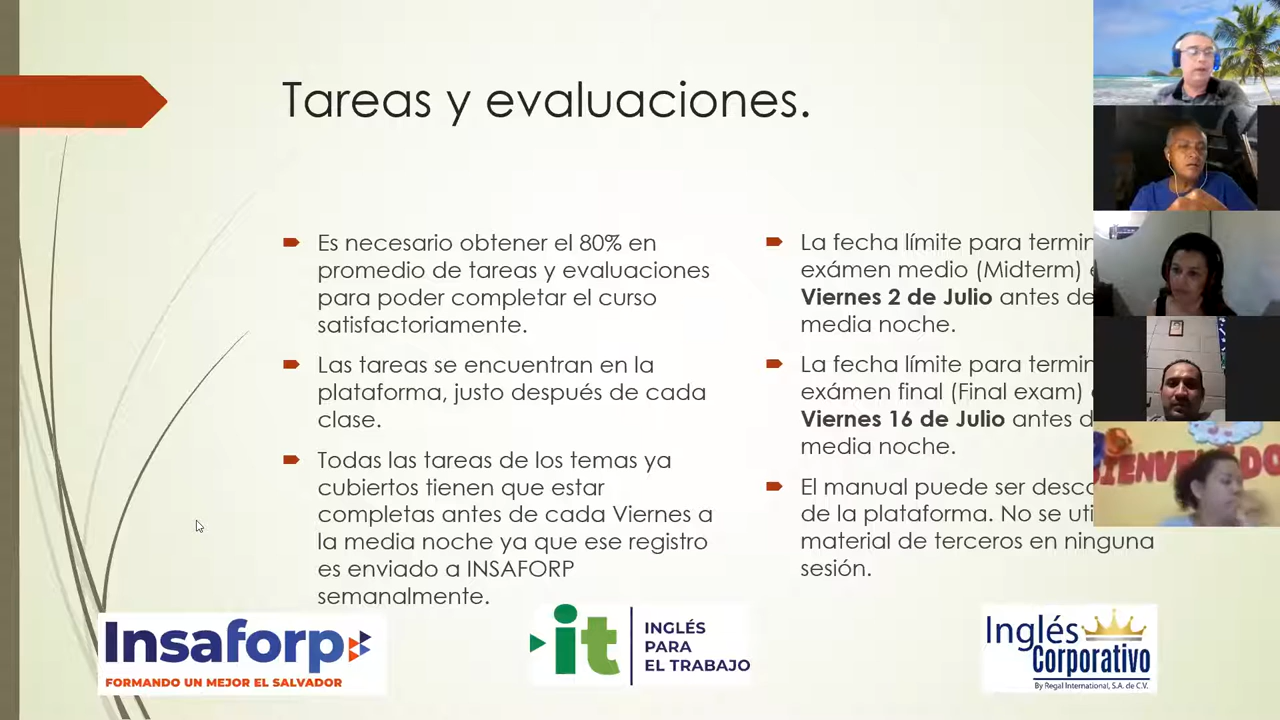 Tareas y evaluaciones.
Es necesario obtener el 80% en
promedio de tareas y evaluaciones
para poder completar el curso
satisfactoriamente.
Las tareas se encuentran en la
plataforma, justo después de cada
clase.
Todas las tareas de los temas ya
cubiertos tienen que estar
completas antes de cada Viernes a
la media noche ya que ese registro
es enviado a INSAFORP
semanalmente.
La fecha límite para termin
exámen medio (Midterm)
Viernes 2 de Julio antes de
media noche.
La fecha límite para termin
exámen final (Final exam)
Viernes 16 de Julio antes d
media noche.
El manual puede ser desc
de la plataforma. No se uti
material de terceros en ninguna
sesión.
Insaforp
FORMANDO UN MEJOR EL SALVADOR
it
INGLÉS
PARA
EL TRABAJO
Inglés
Corporativo
By Regal International, S.A. de C.V.